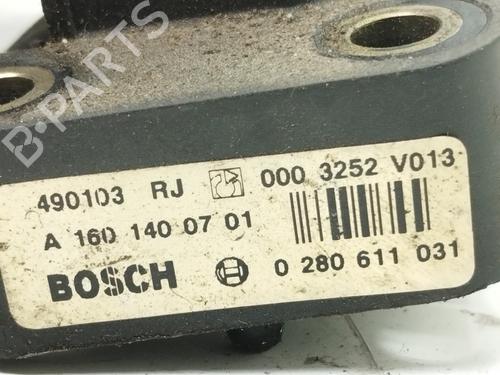 B-PARTS
490103 RJ 000 3252 V013
A 160 140 07 01
BOSCH 0 280 611 031